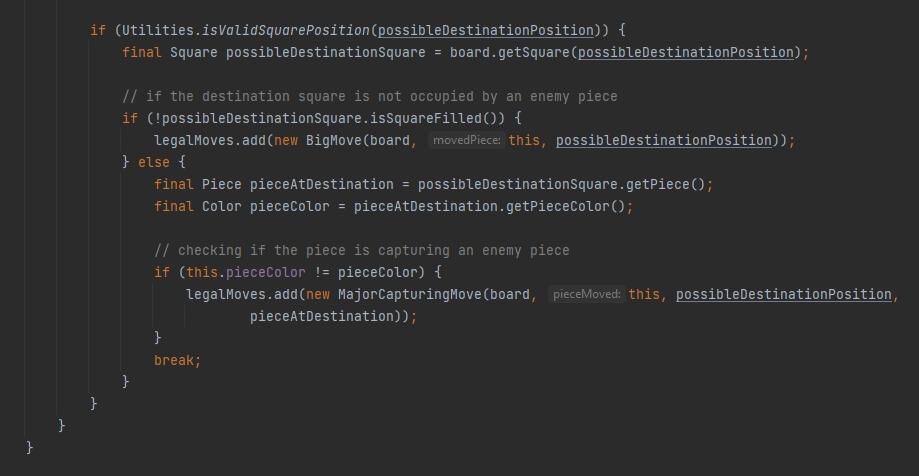 if (Utilities.isValidSquarePosition(possibleDestinationPosition)) {
final Square possibleDestinationSquare = board.getSquare(possibleDestinationPosition);
// if the destination square is not occupied by an enemy piece
if (!possibleDestinationSquare.isSquareFilled()) {
legalMoves.add(new BigMove(board, movedPiece: this, possibleDestinationPosition));
} else {
final Piece pieceAtDestination = possibleDestinationSquare.getPiece();
final Color pieceColor = pieceAtDestination.getPieceColor();
// checking if the piece is capturing an enemy piece
if (this.pieceColor != pieceColor) {
legalMoves.add(new MajorCapturingMove(board, pieceMoved: this, possibleDestinationPosition,
pieceAtDestination));
}
break;
}
}
}
}